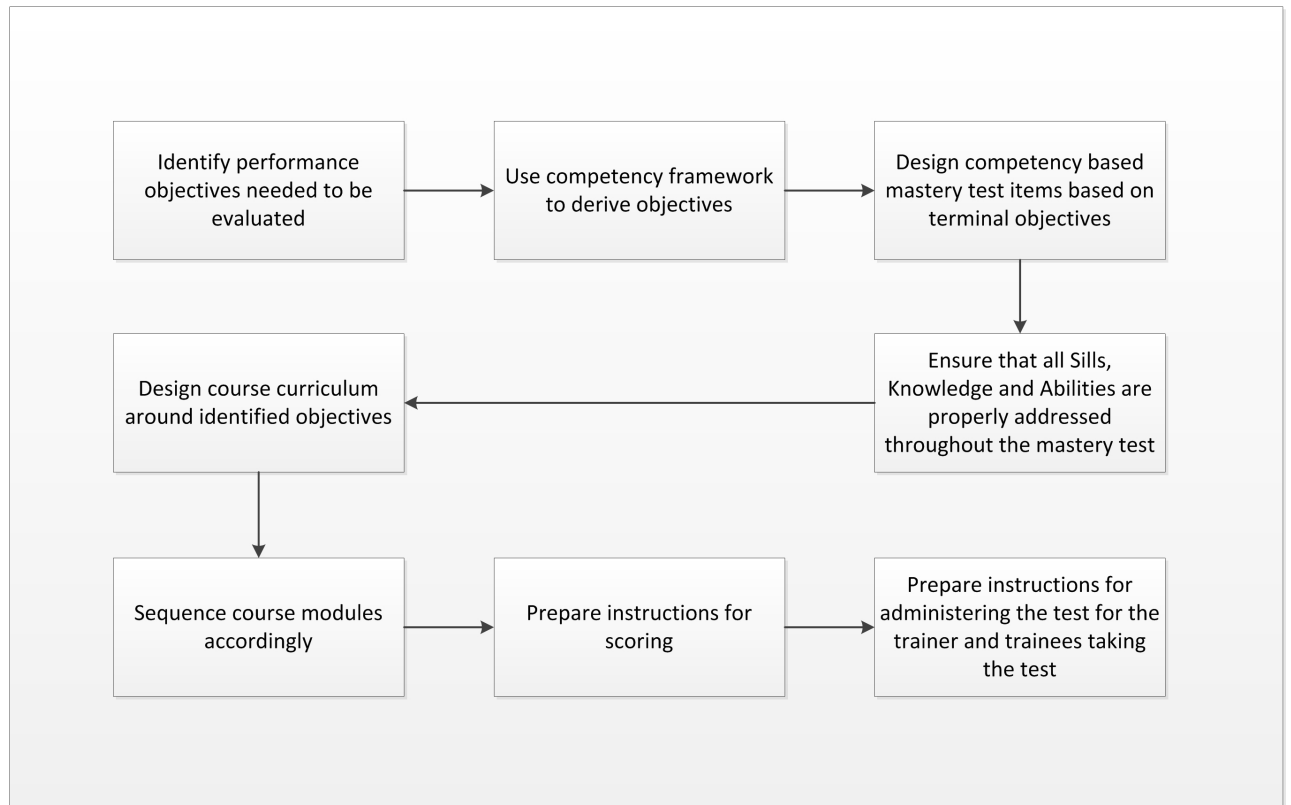 Identify performance
objectives needed to be
evaluated
Use competency framework
to derive objectives
Design competency based
mastery test items based on
terminal objectives
Ensure that all Sills,
Knowledge and Abilities are
properly addressed
throughout the mastery test
Design course curriculum
around identified objectives
Sequence course modules
accordingly
Prepare instructions for
scoring
Prepare instructions for
administering the test for the
trainer and trainees taking
the test